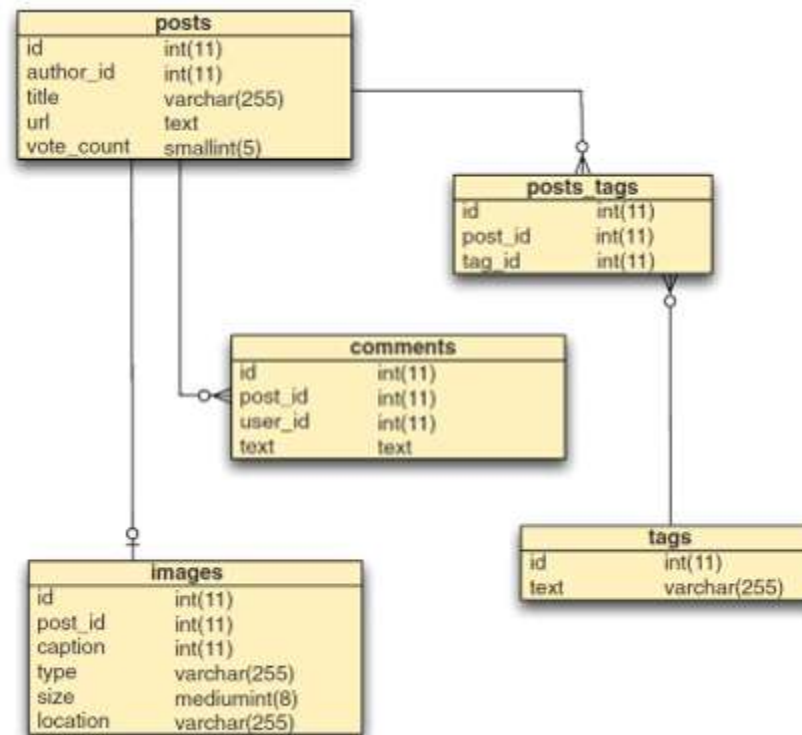 posts
id int(11)
author_id int(11)
title varchar(255)
url text
vote_count smallint(5)
posts_tags
id int(11)
post_id int(11)
tag_id int(11)
comments
id int(11)
post_id int(11)
user_id int(11)
text text
tags
id int(11)
text varchar(255)
images
id int(11)
post_id int(11)
caption int(11)
type varchar(255)
size mediumint(8)
location varchar(255)